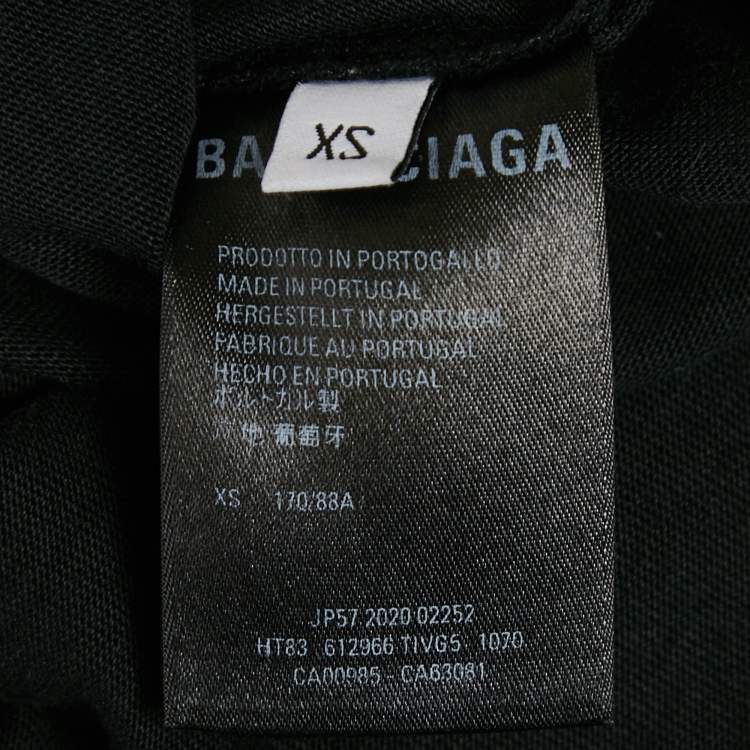 XS
BA CIAGA
PRODOTTO IN PORTOGALLO
MADE IN PORTUGAL
HERGESTELLT IN PORTUGAL
FABRIQUE AU PORTUGAL
HECHO EN PORTUGAL
ポルトガル製
地 葡萄牙
XS 170/88A
JP57 2020 02252
HT83 612966 TIVG5 1070
CA00985 - CA63081